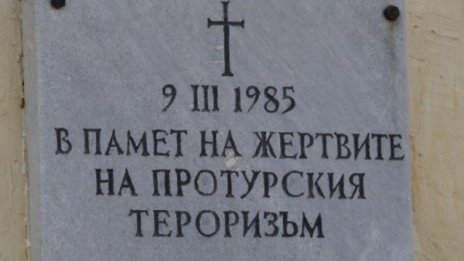 9 III 1985
В ПАМЕТ НА ЖЕРТВИТЕ
НА ПРОТУРСКИЯ
ТЕРОРИЗЪМ